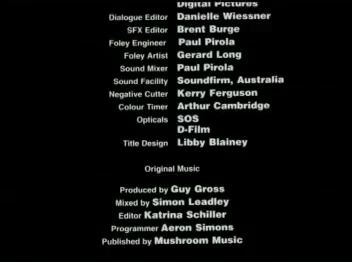 Digital Pictures
Dialogue Editor Danielle Wiessner
SFX Editor Brent Burge
Foley Engineer Paul Pirola
Foley Artist Gerard Long
Sound Mixer Paul Pirola
Sound Facility Soundfirm, Australia
Negative Cutter Kerry Ferguson
Colour Timer Arthur Cambridge
Opticals SOS
D-Film
Title Design Libby Blainey
Original Music
Produced by Guy Gross
Mixed by Simon Leadley
Editor Katrina Schiller
Programmer Aeron Simons
Published by Mushroom Music